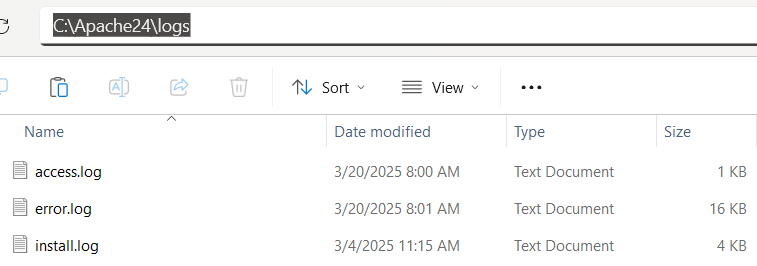 C:\Apache24\logs
Sort View
Name Date modified Type Size
access.log 3/20/2025 8:00 AM Text Document 1 KB
error.log 3/20/2025 8:01 AM Text Document 16 KB
install.log 3/4/2025 11:15 AM Text Document 4 KB